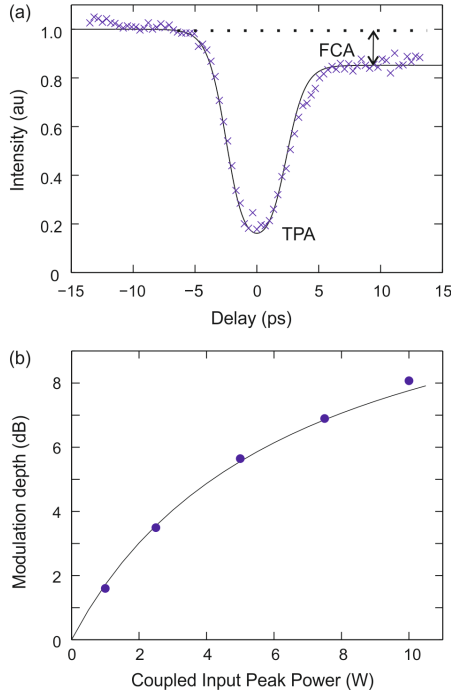 (a)
1.0
0.8
0.6
0.4
0.2
0
Intensity (au)
FCA
TPA
−15 −10 −5 0 5 10 15
Delay (ps)
(b)
8
6
4
2
0
Modulation depth (dB)
0 2 4 6 8 10
Coupled Input Peak Power (W)